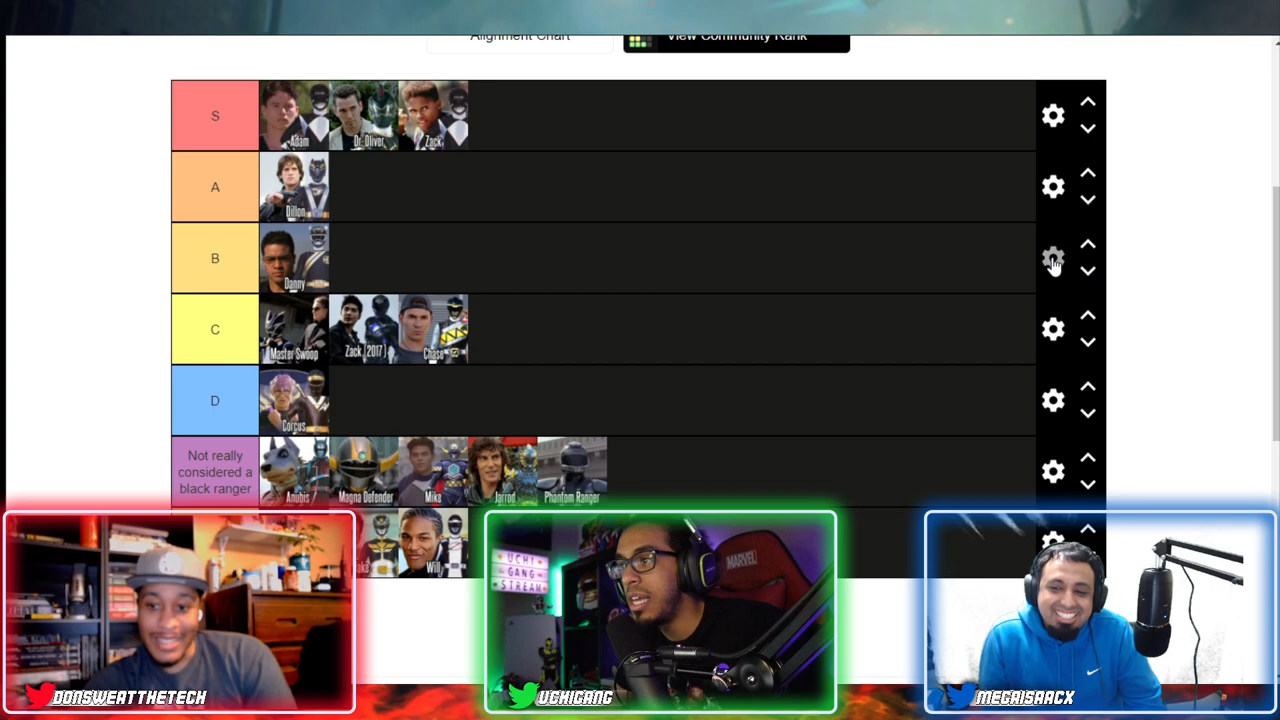 Alignment Chart
View Community Rank
S
Adam
Dr. Oliver
Zack
A
Dillon
B
Danny
C
Master Swoop
Zack (2017)
Chase
D
Corcus
Not really
considered a
black ranger
Anubis
Magna Defender
Mike
Jarrod
Phantom Ranger
Will
UCHI
GANG
STREAM
MARVEL
DONSWEATTHETECH
UCHIGANG
MEGAISAACX